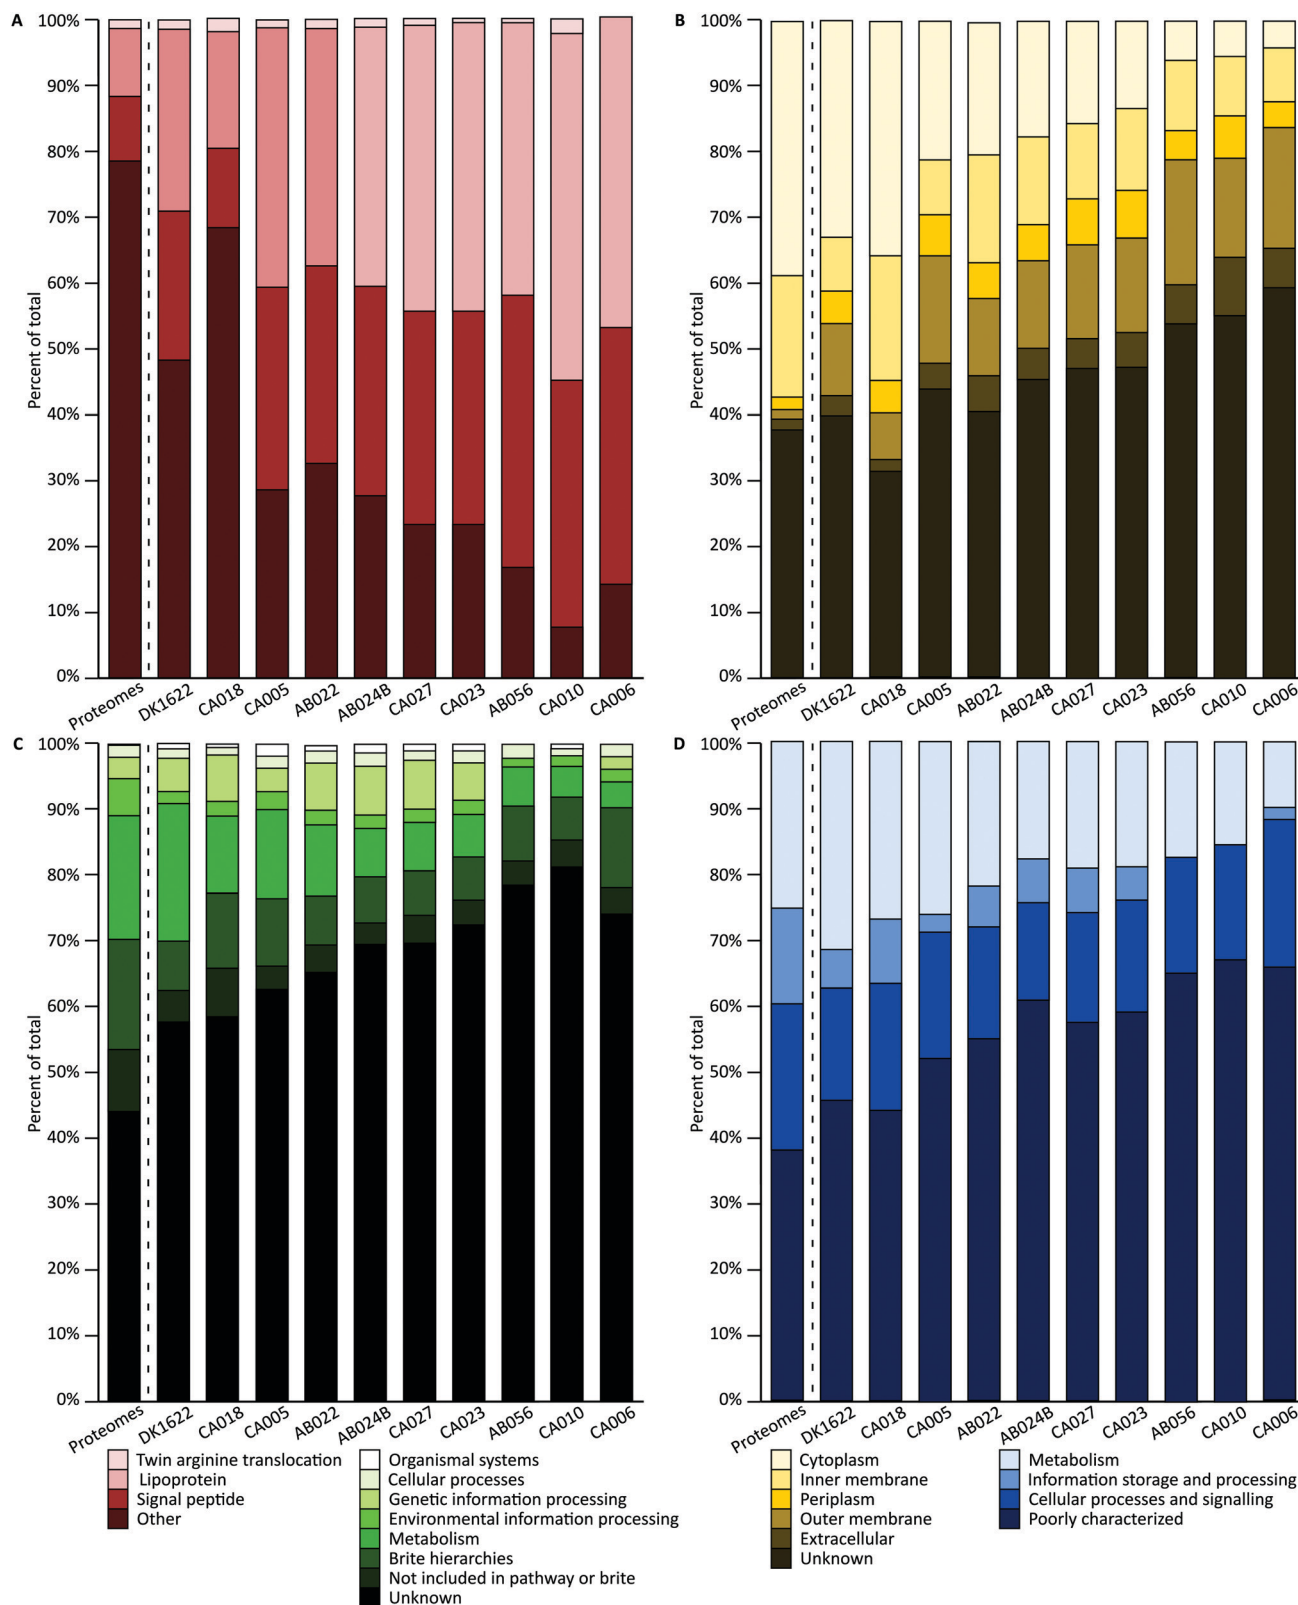 A
100%
90%
80%
70%
60%
50%
40%
30%
20%
10%
0%
Percent of total
Proteomes
DK1622
CA018
CA005
AB022
AB024B
CA027
CA023
AB056
CA010
CA006
B
100%
90%
80%
70%
60%
50%
40%
30%
20%
10%
0%
Percent of total
Proteomes
DK1622
CA018
CA005
AB022
AB024B
CA027
CA023
AB056
CA010
CA006
C
100%
90%
80%
70%
60%
50%
40%
30%
20%
10%
0%
Percent of total
Proteomes
DK1622
CA018
CA005
AB022
AB024B
CA027
CA023
AB056
CA010
CA006
D
100%
90%
80%
70%
60%
50%
40%
30%
20%
10%
0%
Percent of total
Proteomes
DK1622
CA018
CA005
AB022
AB024B
CA027
CA023
AB056
CA010
CA006
Twin arginine translocation
Lipoprotein
Signal peptide
Other
Organismal systems
Cellular processes
Genetic information processing
Environmental information processing
Metabolism
Brite hierarchies
Not included in pathway or brite
Unknown
Cytoplasm
Inner membrane
Periplasm
Outer membrane
Extracellular
Unknown
Metabolism
Information storage and processing
Cellular processes and signalling
Poorly characterized